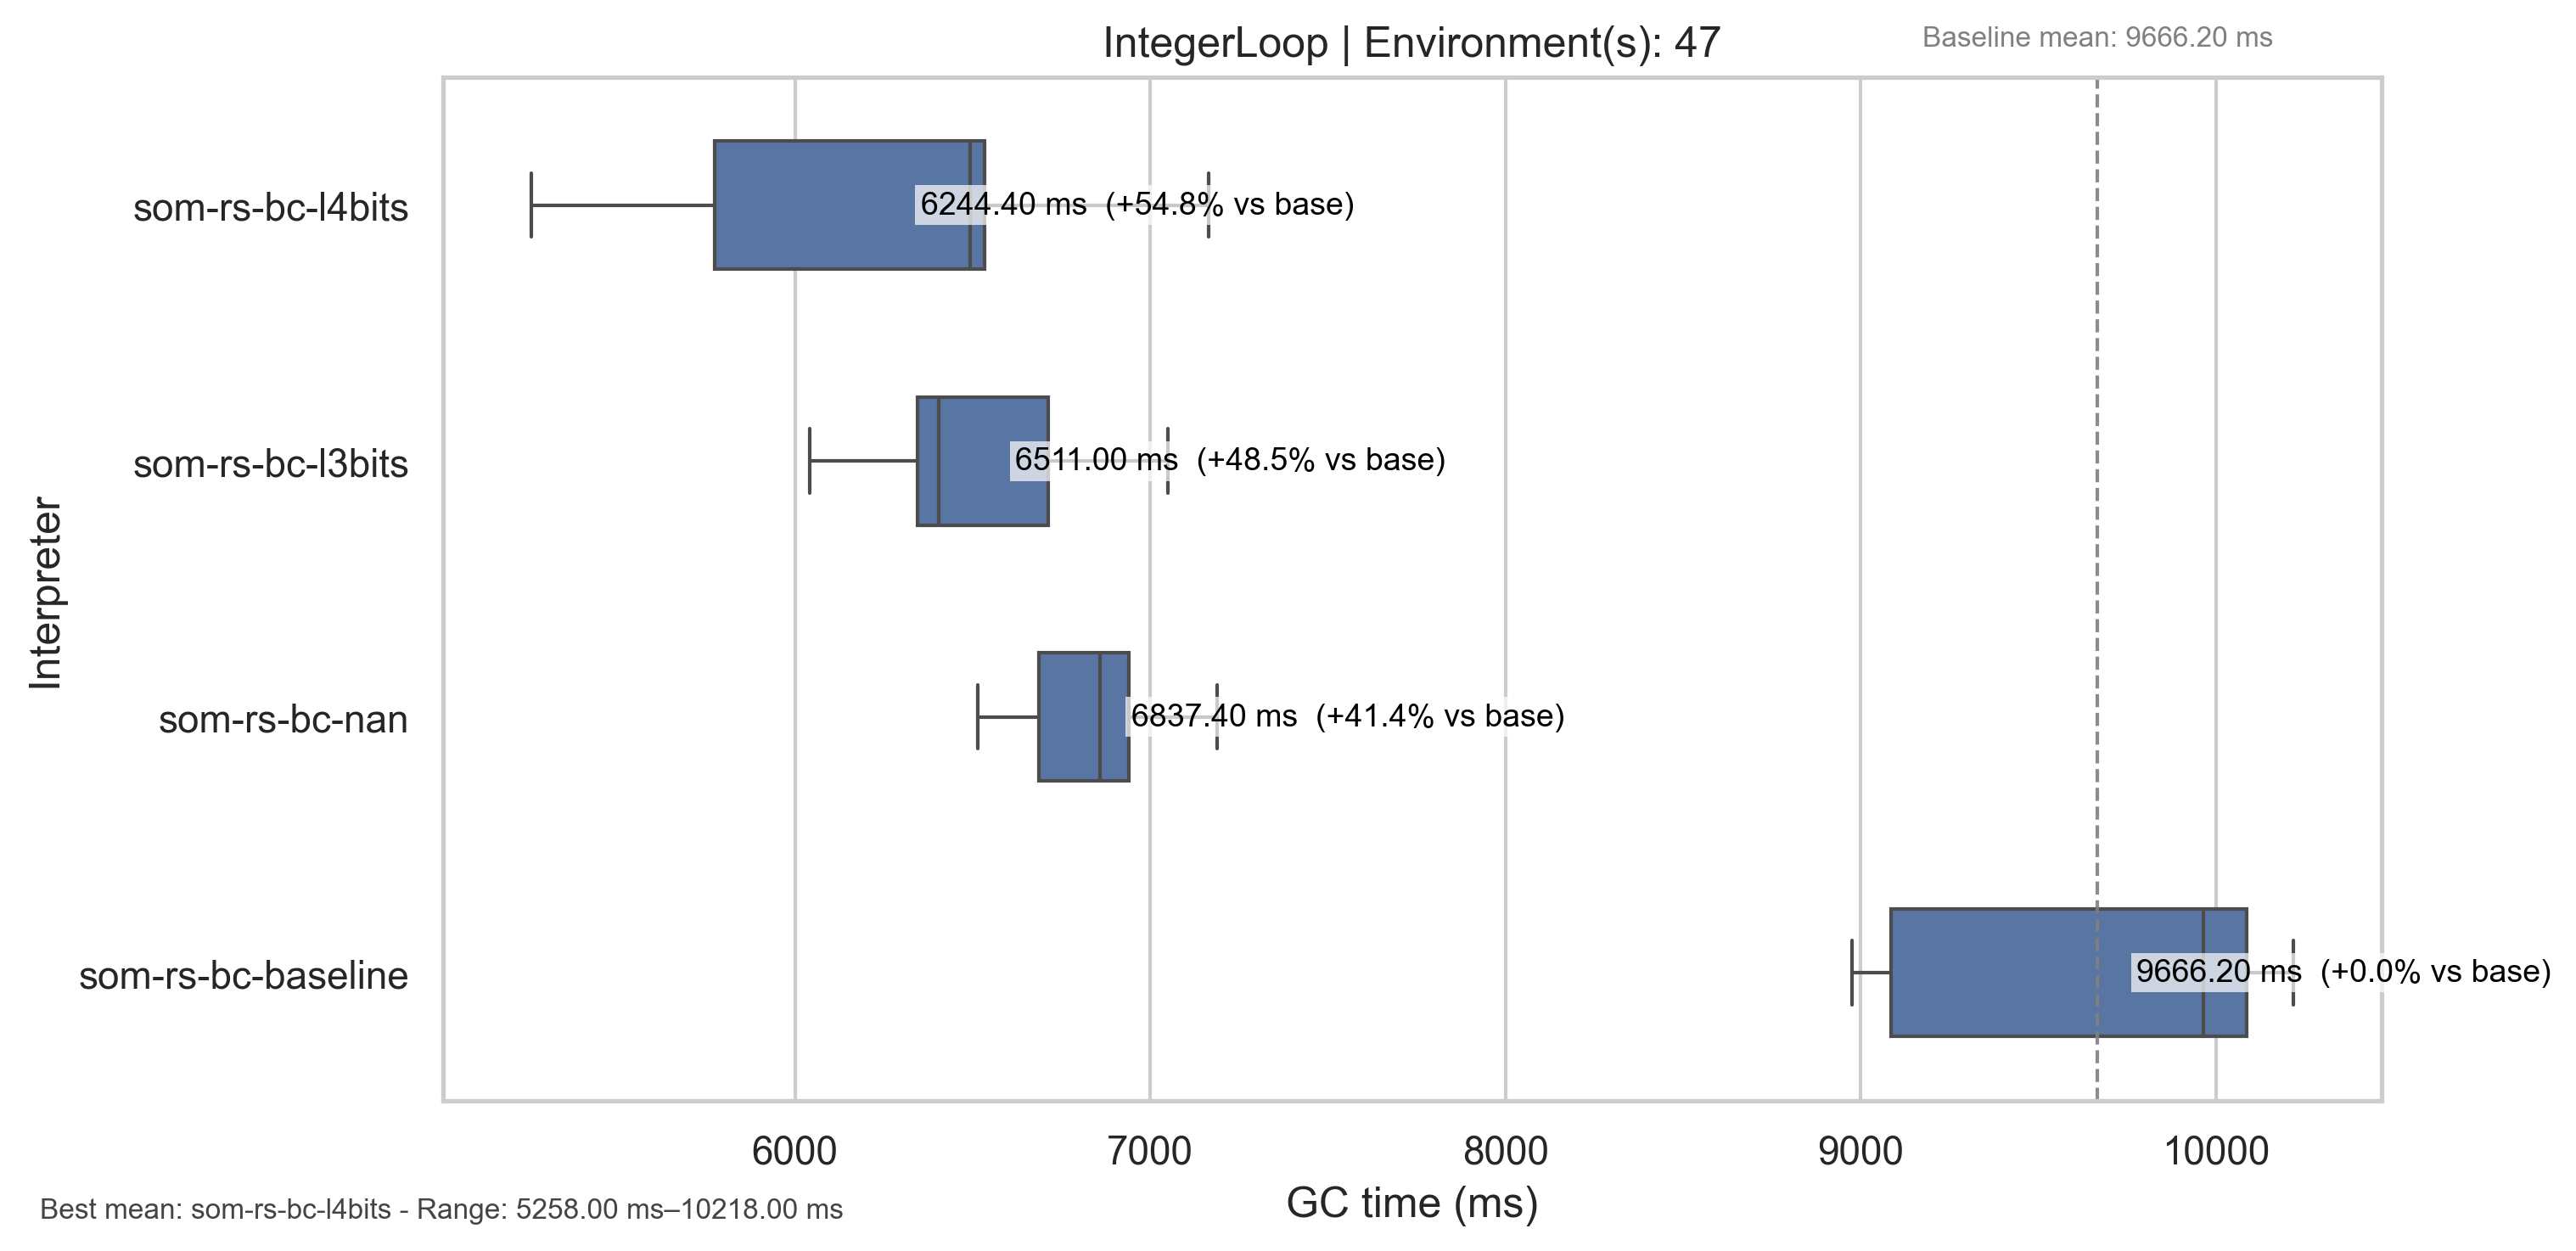 IntegerLoop | Environment(s): 47
Baseline mean: 9666.20 ms
som-rs-bc-l4bits
6244.40 ms (+54.8% vs base)
som-rs-bc-l3bits
6511.00 ms (+48.5% vs base)
Interpreter
som-rs-bc-nan
6837.40 ms (+41.4% vs base)
som-rs-bc-baseline
9666.20 ms (+0.0% vs base)
6000 7000 8000 9000 10000
GC time (ms)
Best mean: som-rs-bc-l4bits - Range: 5258.00 ms–10218.00 ms